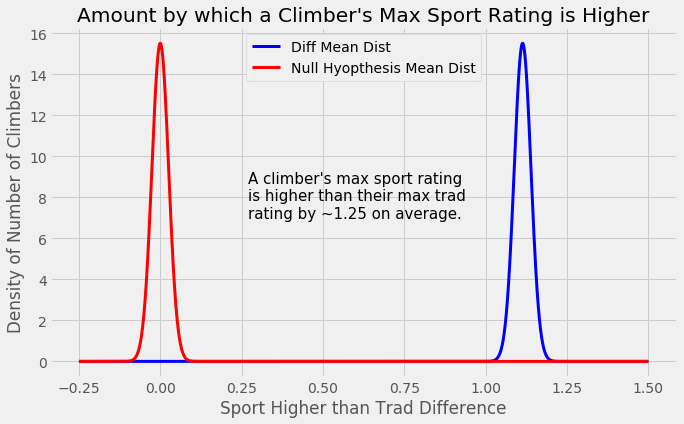 Amount by which a Climber's Max Sport Rating is Higher
Diff Mean Dist
Null Hyopthesis Mean Dist
A climber's max sport rating
is higher than their max trad
rating by ~1.25 on average.
Density of Number of Climbers
16
14
12
10
8
6
4
2
0
−0.25
0.00
0.25
0.50
0.75
1.00
1.25
1.50
Sport Higher than Trad Difference